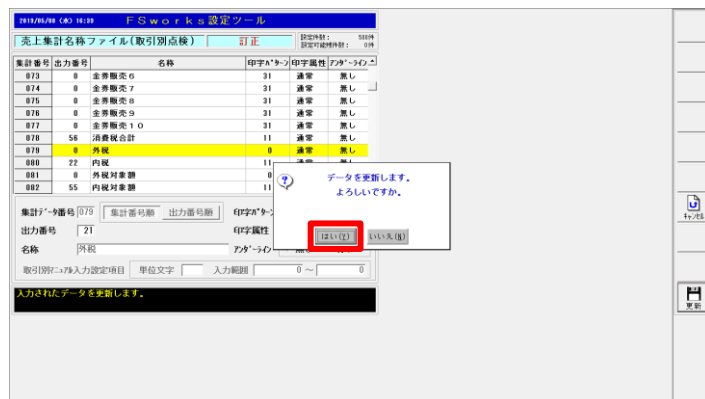 2019/05/08 (水) 16:39 FSworks設定ツール
売上集計名称ファイル(取引別点検) 訂正
設定件数: 500件
設定可能残件数: 0件
集計番号 出力番号 名称 印字ﾊﾟﾀｰﾝ 印字属性 ｱﾝﾀﾞｰﾗｲﾝ
073 0 金券販売6 31 通常 無し
074 0 金券販売7 31 通常 無し
075 0 金券販売8 31 通常 無し
076 0 金券販売9 31 通常 無し
077 0 金券販売10 31 通常 無し
078 56 消費税合計 11 通常 無し
079 0 外税 0 通常 無し
080 22 内税 11
081 0 外税対象額 0
082 55 内税対象額 11
データを更新します。
よろしいですか。
はい(Y) いいえ(N)
集計ﾃﾞｰﾀ番号 079 集計番号順 出力番号順 印字ﾊﾟﾀｰﾝ
出力番号 21 印字属性
名称 外税 ｱﾝﾀﾞｰﾗｲﾝ
取引別ﾏﾆｭｱﾙ入力設定項目 単位文字 入力範囲 0 ～ 0
入力されたデータを更新します。
ｷｬﾝｾﾙ
更新